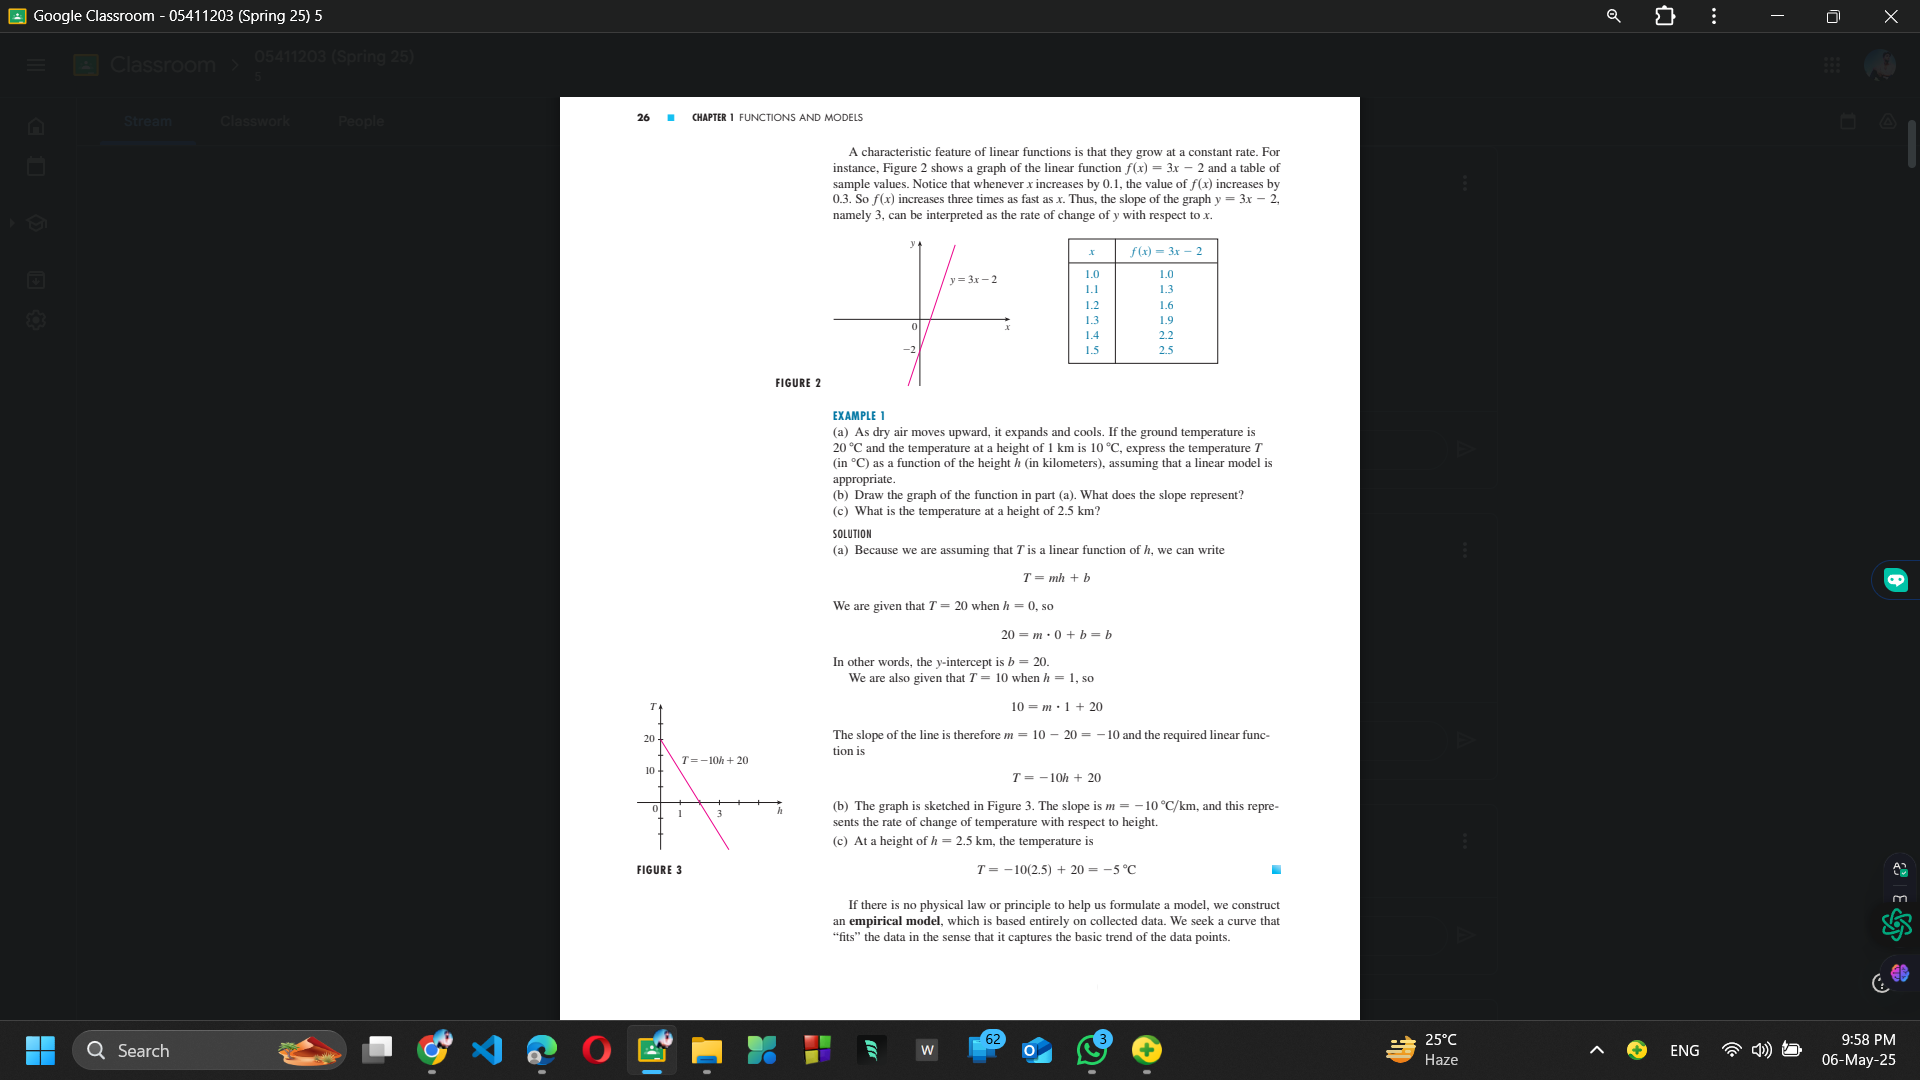 Google Classroom - 05411203 (Spring 25) 5
Classroom
05411203 (Spring 25)
5
Stream
Classwork
People
26 CHAPTER 1 FUNCTIONS AND MODELS
A characteristic feature of linear functions is that they grow at a constant rate. For
instance, Figure 2 shows a graph of the linear function f(x) = 3x − 2 and a table of
sample values. Notice that whenever x increases by 0.1, the value of f(x) increases by
0.3. So f(x) increases three times as fast as x. Thus, the slope of the graph y = 3x − 2,
namely 3, can be interpreted as the rate of change of y with respect to x.
y
y = 3x − 2
0
x
−2
FIGURE 2
x f(x) = 3x − 2
1.0 1.0
1.1 1.3
1.2 1.6
1.3 1.9
1.4 2.2
1.5 2.5
EXAMPLE 1
(a) As dry air moves upward, it expands and cools. If the ground temperature is
20 °C and the temperature at a height of 1 km is 10 °C, express the temperature T
(in °C) as a function of the height h (in kilometers), assuming that a linear model is
appropriate.
(b) Draw the graph of the function in part (a). What does the slope represent?
(c) What is the temperature at a height of 2.5 km?
SOLUTION
(a) Because we are assuming that T is a linear function of h, we can write
T = mh + b
We are given that T = 20 when h = 0, so
20 = m · 0 + b = b
In other words, the y-intercept is b = 20.
We are also given that T = 10 when h = 1, so
10 = m · 1 + 20
The slope of the line is therefore m = 10 − 20 = −10 and the required linear func-
tion is
T = −10h + 20
(b) The graph is sketched in Figure 3. The slope is m = −10 °C/km, and this repre-
sents the rate of change of temperature with respect to height.
(c) At a height of h = 2.5 km, the temperature is
T = −10(2.5) + 20 = −5 °C
T
20
T = −10h + 20
10
0
1
3
h
FIGURE 3
If there is no physical law or principle to help us formulate a model, we construct
an empirical model, which is based entirely on collected data. We seek a curve that
“fits” the data in the sense that it captures the basic trend of the data points.
Search
W
62
3
25°C
Haze
ENG
9:58 PM
06-May-25